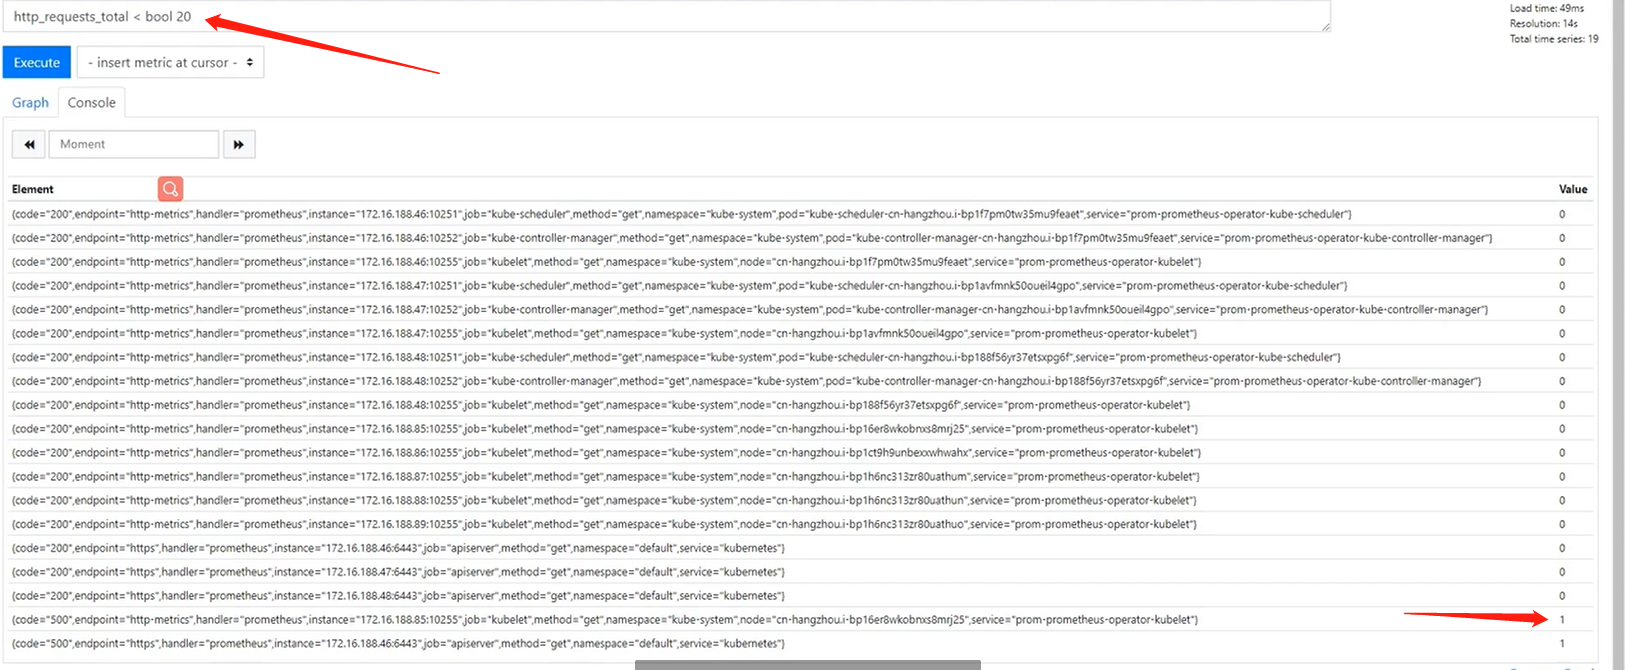 http_requests_total < bool 20
Load time: 49ms
Resolution: 14s
Total time series: 19
Execute
- insert metric at cursor -
Graph
Console
Moment
Element
Value
{code="200",endpoint="http-metrics",handler="prometheus",instance="172.16.188.46:10251",job="kube-scheduler",method="get",namespace="kube-system",pod="kube-scheduler-cn-hangzhou.i-bp1f7pm0tw35mu9feaet",service="prom-prometheus-operator-kube-scheduler"} 0
{code="200",endpoint="http-metrics",handler="prometheus",instance="172.16.188.46:10252",job="kube-controller-manager",method="get",namespace="kube-system",pod="kube-controller-manager-cn-hangzhou.i-bp1f7pm0tw35mu9feaet",service="prom-prometheus-operator-kube-controller-manager"} 0
{code="200",endpoint="http-metrics",handler="prometheus",instance="172.16.188.46:10255",job="kubelet",method="get",namespace="kube-system",node="cn-hangzhou.i-bp1f7pm0tw35mu9feaet",service="prom-prometheus-operator-kubelet"} 0
{code="200",endpoint="http-metrics",handler="prometheus",instance="172.16.188.47:10251",job="kube-scheduler",method="get",namespace="kube-system",pod="kube-scheduler-cn-hangzhou.i-bp1avfmnk50oueil4gpo",service="prom-prometheus-operator-kube-scheduler"} 0
{code="200",endpoint="http-metrics",handler="prometheus",instance="172.16.188.47:10252",job="kube-controller-manager",method="get",namespace="kube-system",pod="kube-controller-manager-cn-hangzhou.i-bp1avfmnk50oueil4gpo",service="prom-prometheus-operator-kube-controller-manager"} 0
{code="200",endpoint="http-metrics",handler="prometheus",instance="172.16.188.47:10255",job="kubelet",method="get",namespace="kube-system",node="cn-hangzhou.i-bp1avfmnk50oueil4gpo",service="prom-prometheus-operator-kubelet"} 0
{code="200",endpoint="http-metrics",handler="prometheus",instance="172.16.188.48:10251",job="kube-scheduler",method="get",namespace="kube-system",pod="kube-scheduler-cn-hangzhou.i-bp188f56yr37etsxpg6f",service="prom-prometheus-operator-kube-scheduler"} 0
{code="200",endpoint="http-metrics",handler="prometheus",instance="172.16.188.48:10252",job="kube-controller-manager",method="get",namespace="kube-system",pod="kube-controller-manager-cn-hangzhou.i-bp188f56yr37etsxpg6f",service="prom-prometheus-operator-kube-controller-manager"} 0
{code="200",endpoint="http-metrics",handler="prometheus",instance="172.16.188.48:10255",job="kubelet",method="get",namespace="kube-system",node="cn-hangzhou.i-bp188f56yr37etsxpg6f",service="prom-prometheus-operator-kubelet"} 0
{code="200",endpoint="http-metrics",handler="prometheus",instance="172.16.188.85:10255",job="kubelet",method="get",namespace="kube-system",node="cn-hangzhou.i-bp16er8wkobnxs8mrj25",service="prom-prometheus-operator-kubelet"} 0
{code="200",endpoint="http-metrics",handler="prometheus",instance="172.16.188.86:10255",job="kubelet",method="get",namespace="kube-system",node="cn-hangzhou.i-bp1ct9h9unbexxwhwahx",service="prom-prometheus-operator-kubelet"} 0
{code="200",endpoint="http-metrics",handler="prometheus",instance="172.16.188.87:10255",job="kubelet",method="get",namespace="kube-system",node="cn-hangzhou.i-bp1h6nc313zr80uathum",service="prom-prometheus-operator-kubelet"} 0
{code="200",endpoint="http-metrics",handler="prometheus",instance="172.16.188.88:10255",job="kubelet",method="get",namespace="kube-system",node="cn-hangzhou.i-bp1h6nc313zr80uathun",service="prom-prometheus-operator-kubelet"} 0
{code="200",endpoint="http-metrics",handler="prometheus",instance="172.16.188.89:10255",job="kubelet",method="get",namespace="kube-system",node="cn-hangzhou.i-bp1h6nc313zr80uathuo",service="prom-prometheus-operator-kubelet"} 0
{code="200",endpoint="https",handler="prometheus",instance="172.16.188.46:6443",job="apiserver",method="get",namespace="default",service="kubernetes"} 0
{code="200",endpoint="https",handler="prometheus",instance="172.16.188.47:6443",job="apiserver",method="get",namespace="default",service="kubernetes"} 0
{code="200",endpoint="https",handler="prometheus",instance="172.16.188.48:6443",job="apiserver",method="get",namespace="default",service="kubernetes"} 0
{code="500",endpoint="http-metrics",handler="prometheus",instance="172.16.188.85:10255",job="kubelet",method="get",namespace="kube-system",node="cn-hangzhou.i-bp16er8wkobnxs8mrj25",service="prom-prometheus-operator-kubelet"} 1
{code="500",endpoint="https",handler="prometheus",instance="172.16.188.46:6443",job="apiserver",method="get",namespace="default",service="kubernetes"} 1